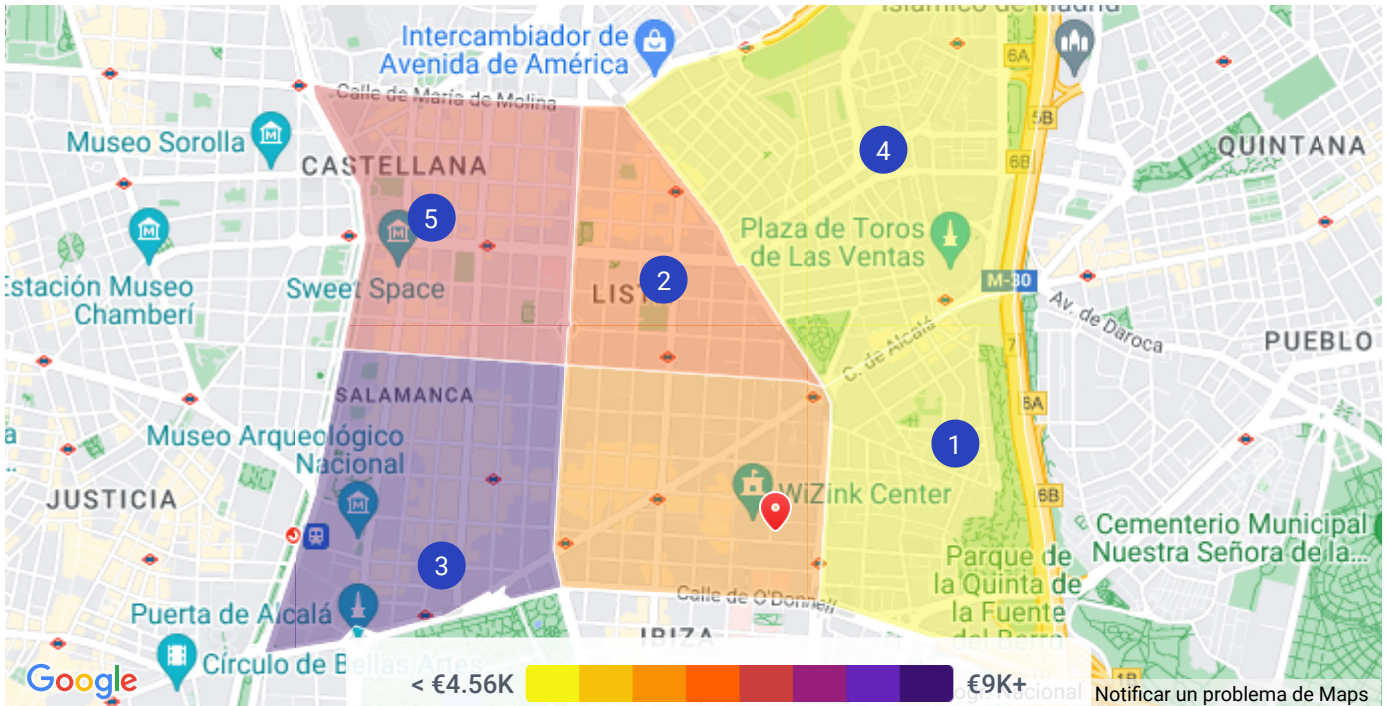 Islámico de Madrid
Intercambiador de
Avenida de América
6A
Calle de María de Molina
5B
Museo Sorolla
4
QUINTANA
CASTELLANA
6B
5
Plaza de Toros
de Las Ventas
2
M-30
Estación Museo
Chamberí
Sweet Space
LIST
Av. de Daroca
C. de Alcalá
7
PUEBLO
SALAMANCA
6A
Museo Arqueológico
Nacional
1
JUSTICIA
WiZink Center
6B
Cementerio Municipal
Nuestra Señora de la...
3
Parque de
la Quinta de
la Fuente
del Berro
Calle de O'Donnell
Puerta de Alcalá
IBIZA
Círculo de Bellas Artes
Google
< €4.56K
€9K+
Nacional
1B
Notificar un problema de Maps